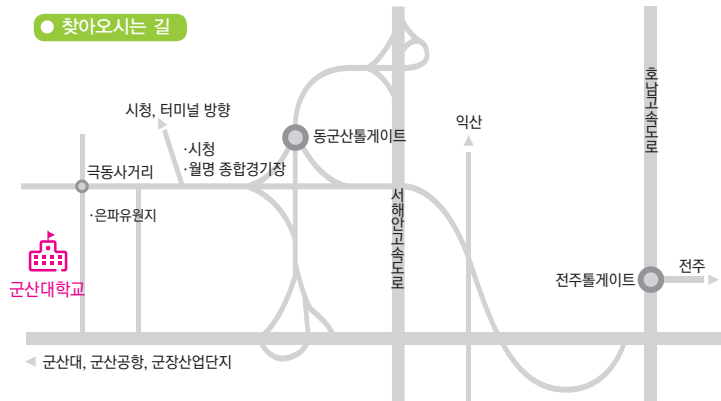 찾아오시는 길
시청, 터미널 방향
·시청
·월명 종합경기장
동군산톨게이트
익산
호남고속도로
극동사거리
·은파유원지
서해안고속도로
군산대학교
전주톨게이트
전주
군산대, 군산공항, 군장산업단지